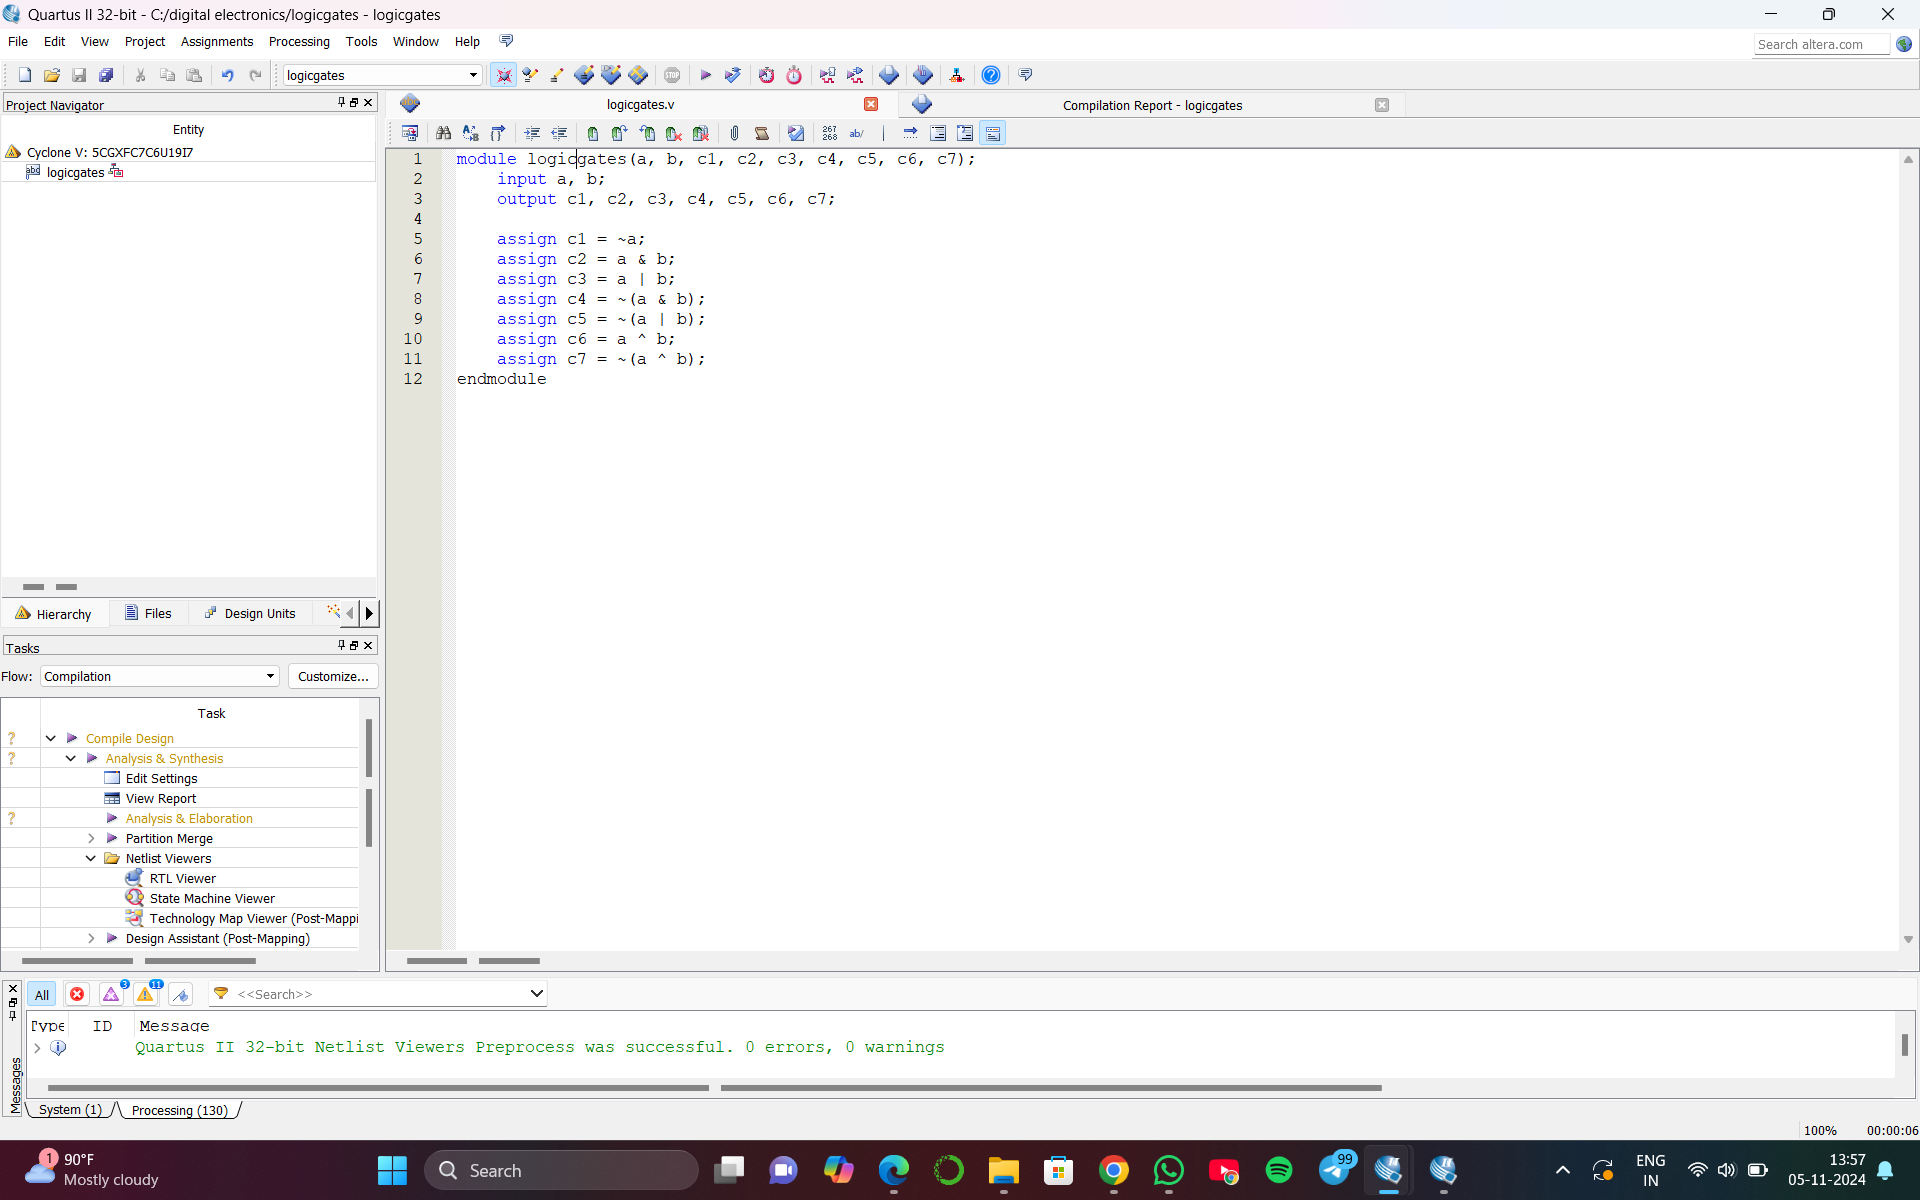 Quartus II 32-bit - C:/digital electronics/logicgates - logicgates
File Edit View Project Assignments Processing Tools Window Help
Search altera.com
logicgates
Project Navigator
Entity
Cyclone V: 5CGXFC7C6U19I7
logicgates
Hierarchy Files Design Units
Tasks
Flow: Compilation Customize...
Task
? Compile Design
? Analysis & Synthesis
Edit Settings
View Report
? Analysis & Elaboration
Partition Merge
Netlist Viewers
RTL Viewer
State Machine Viewer
Technology Map Viewer (Post-Mappi
Design Assistant (Post-Mapping)
logicgates.v
Compilation Report - logicgates
267
268
ab/
1 module logicgates(a, b, c1, c2, c3, c4, c5, c6, c7);
2 input a, b;
3 output c1, c2, c3, c4, c5, c6, c7;
4
5 assign c1 = ~a;
6 assign c2 = a & b;
7 assign c3 = a | b;
8 assign c4 = ~(a & b);
9 assign c5 = ~(a | b);
10 assign c6 = a ^ b;
11 assign c7 = ~(a ^ b);
12 endmodule
All 3 11 <<Search>>
Type ID Message
Quartus II 32-bit Netlist Viewers Preprocess was successful. 0 errors, 0 warnings
Messages
System (1) Processing (130)
100% 00:00:06
1 90°F
Mostly cloudy
Search
99
ENG
IN
13:57
05-11-2024